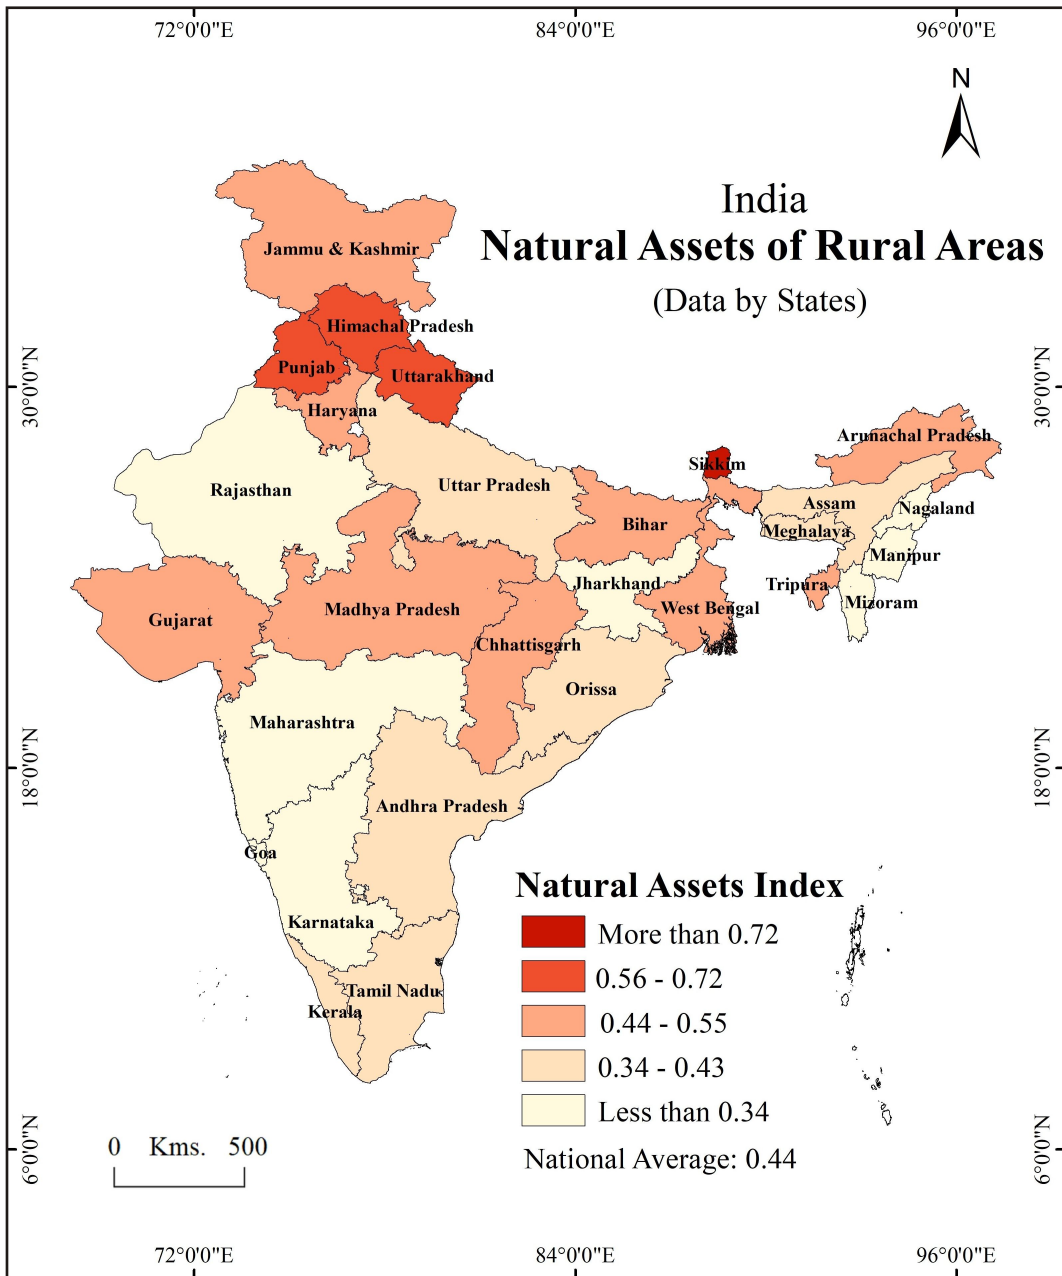 72°0'0"E 84°0'0"E 96°0'0"E
N
India
Natural Assets of Rural Areas
(Data by States)
Jammu & Kashmir
Himachal Pradesh
Punjab
Uttarakhand
30°0'0"N 30°0'0"N
Haryana
Arunachal Pradesh
Sikkim
Uttar Pradesh
Rajasthan
Assam
Nagaland
Bihar
Meghalaya
Manipur
Jharkhand
Tripura
Mizoram
Madhya Pradesh
West Bengal
Gujarat
Chhattisgarh
Orissa
Maharashtra
18°0'0"N 18°0'0"N
Andhra Pradesh
Goa
Karnataka
Tamil Nadu
Kerala
Natural Assets Index
More than 0.72
0.56 - 0.72
0.44 - 0.55
0.34 - 0.43
Less than 0.34
National Average: 0.44
0 Kms. 500
6°0'0"N 6°0'0"N
72°0'0"E 84°0'0"E 96°0'0"E